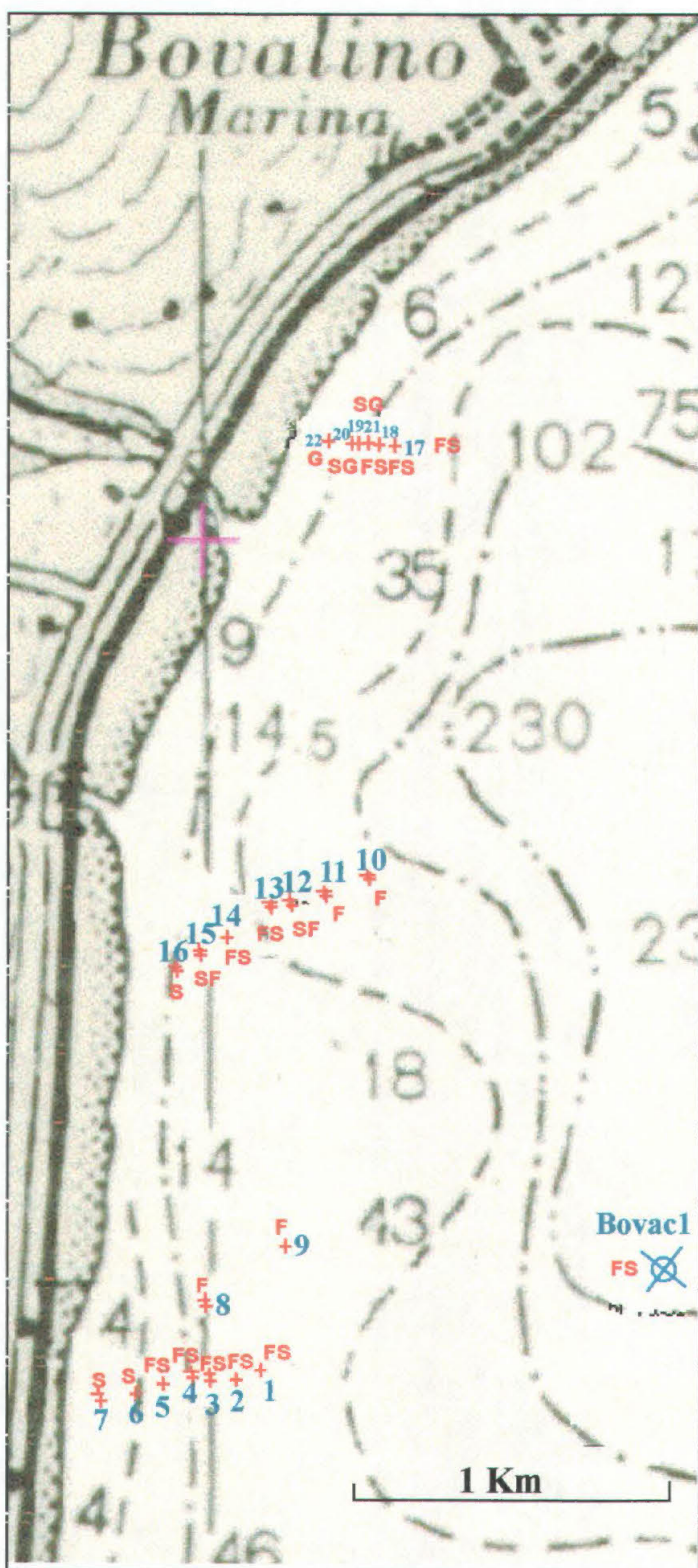 Bovalino
Marina
5
12
6
75
SG
22 20 19 21 18 17 FS
G SG FS FS
102
35
9
14.5
230
10
11
13 12
F
F
14
FS SF
15
16
FS
SF
S
23
18
14
F
9
43
Bovac1
FS
F
8
4
FS
FS FS FS
FS
S S
7 6 5 4 3 2 1
1 Km
4
46